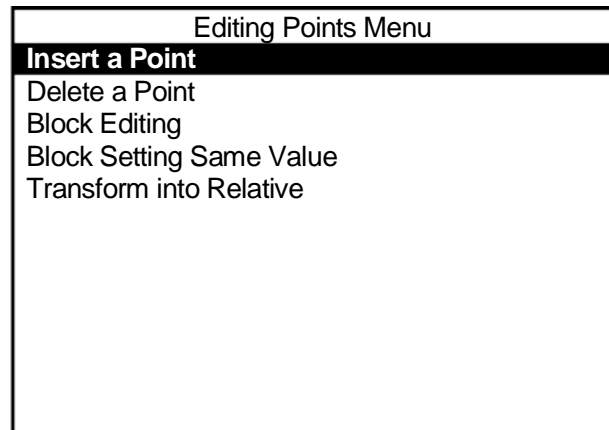 Editing Points Menu
Insert a Point
Delete a Point
Block Editing
Block Setting Same Value
Transform into Relative